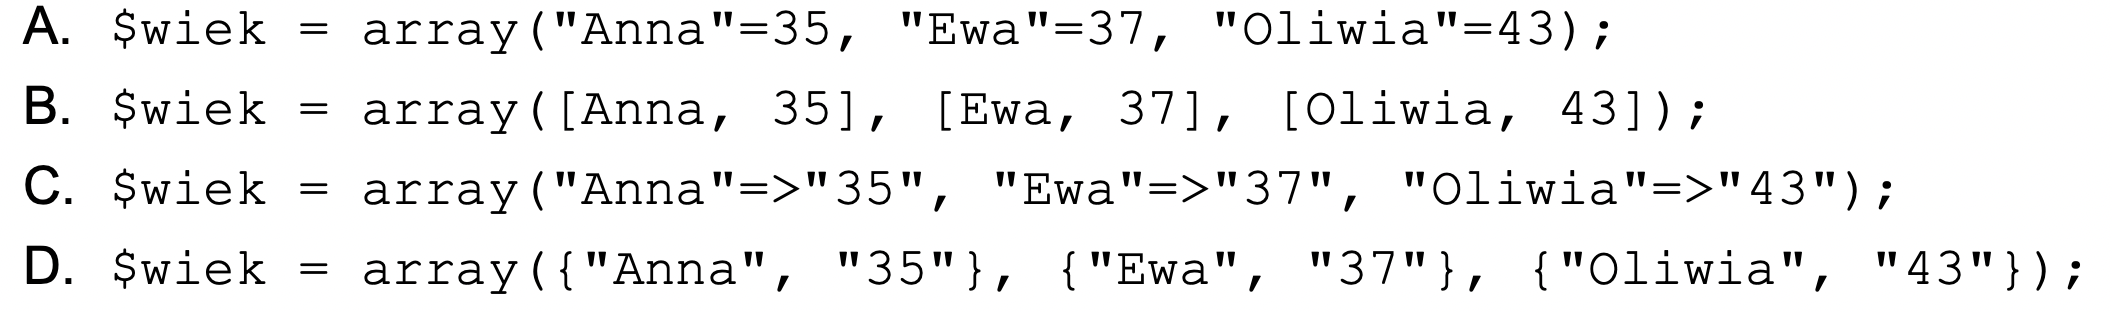 A. $wiek = array("Anna"=35, "Ewa"=37, "Oliwia"=43);
B. $wiek = array([Anna, 35], [Ewa, 37], [Oliwia, 43]);
C. $wiek = array("Anna"=>"35", "Ewa"=>"37", "Oliwia"=>"43");
D. $wiek = array({"Anna", "35"}, {"Ewa", "37"}, {"Oliwia", "43"});